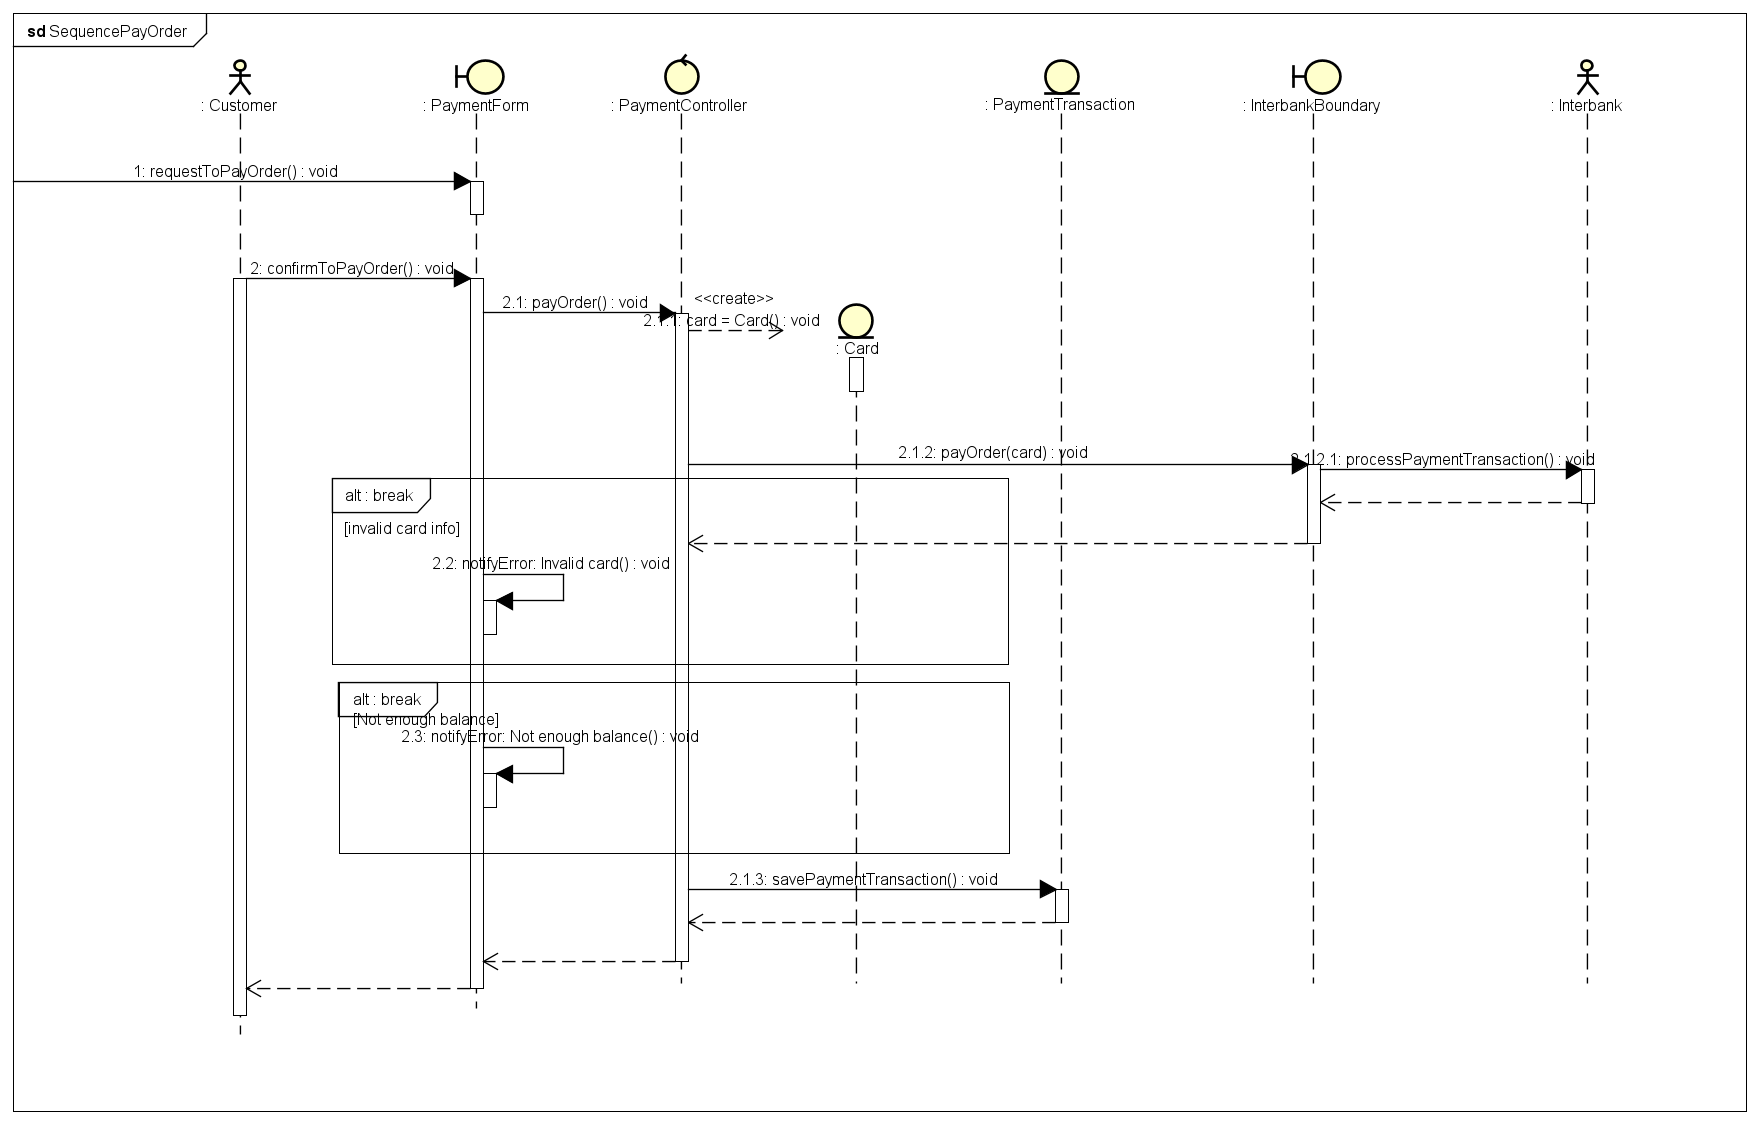 sd SequencePayOrder
: Customer
: PaymentForm
: PaymentController
: PaymentTransaction
: InterbankBoundary
: Interbank
1: requestToPayOrder() : void
2: confirmToPayOrder() : void
2.1: payOrder() : void
<<create>>
2.1.1: card = Card() : void
: Card
2.1.2: payOrder(card) : void
2.1.2.1: processPaymentTransaction() : void
alt : break
[invalid card info]
2.2: notifyError: Invalid card() : void
alt : break
[Not enough balance]
2.3: notifyError: Not enough balance() : void
2.1.3: savePaymentTransaction() : void